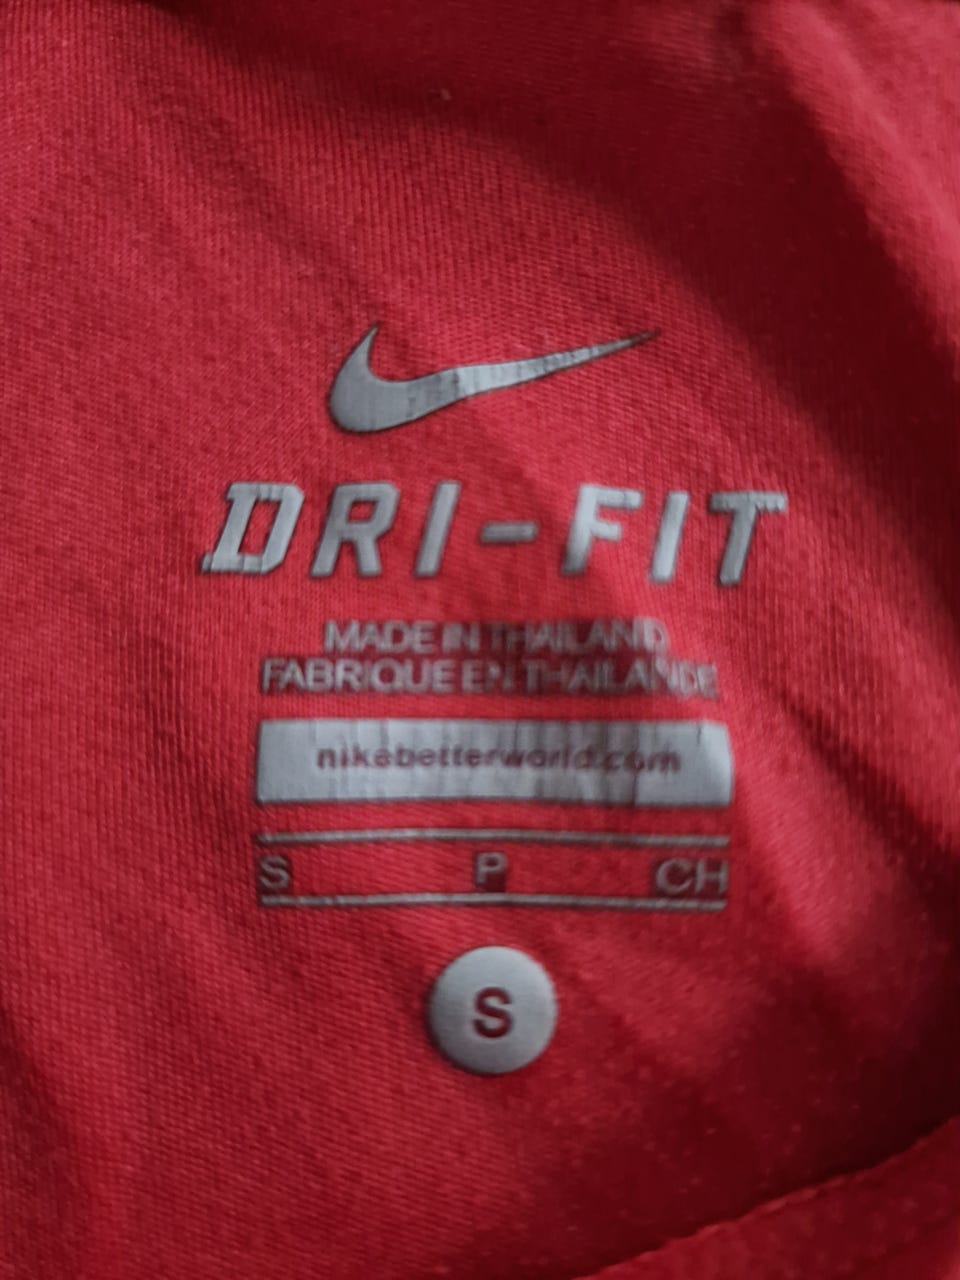 DRI-FIT
MADE IN THAILAND
FABRIQUE EN THAILANDE
nikebetterworld.com
S P CH
S